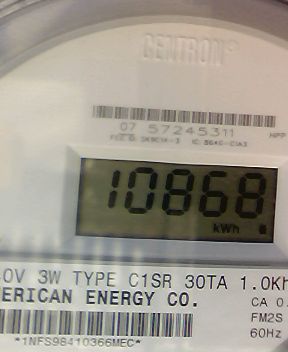 CENTRON®
07 57245311
10868
kWh
0V 3W TYPE C1SR 30TA 1.0Kh
ERICAN ENERGY CO.
CA 0.
FM2S
60Hz
*1NFS98410366MEC*